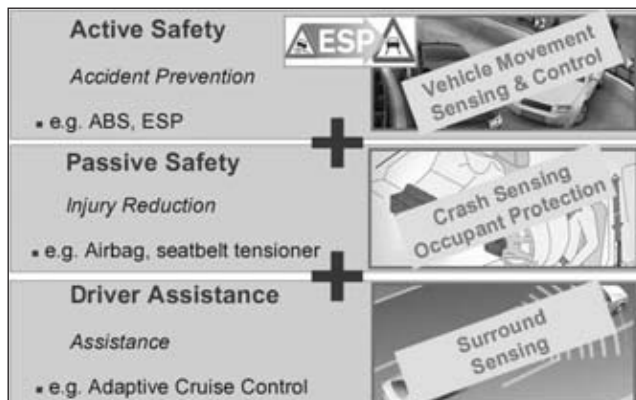 Active Safety
ESP
Accident Prevention
Vehicle Movement
Sensing & Control
▪ e.g. ABS, ESP
+
Passive Safety
Injury Reduction
Crash Sensing
Occupant Protection
▪ e.g. Airbag, seatbelt tensioner
+
Driver Assistance
Assistance
Surround
Sensing
▪ e.g. Adaptive Cruise Control